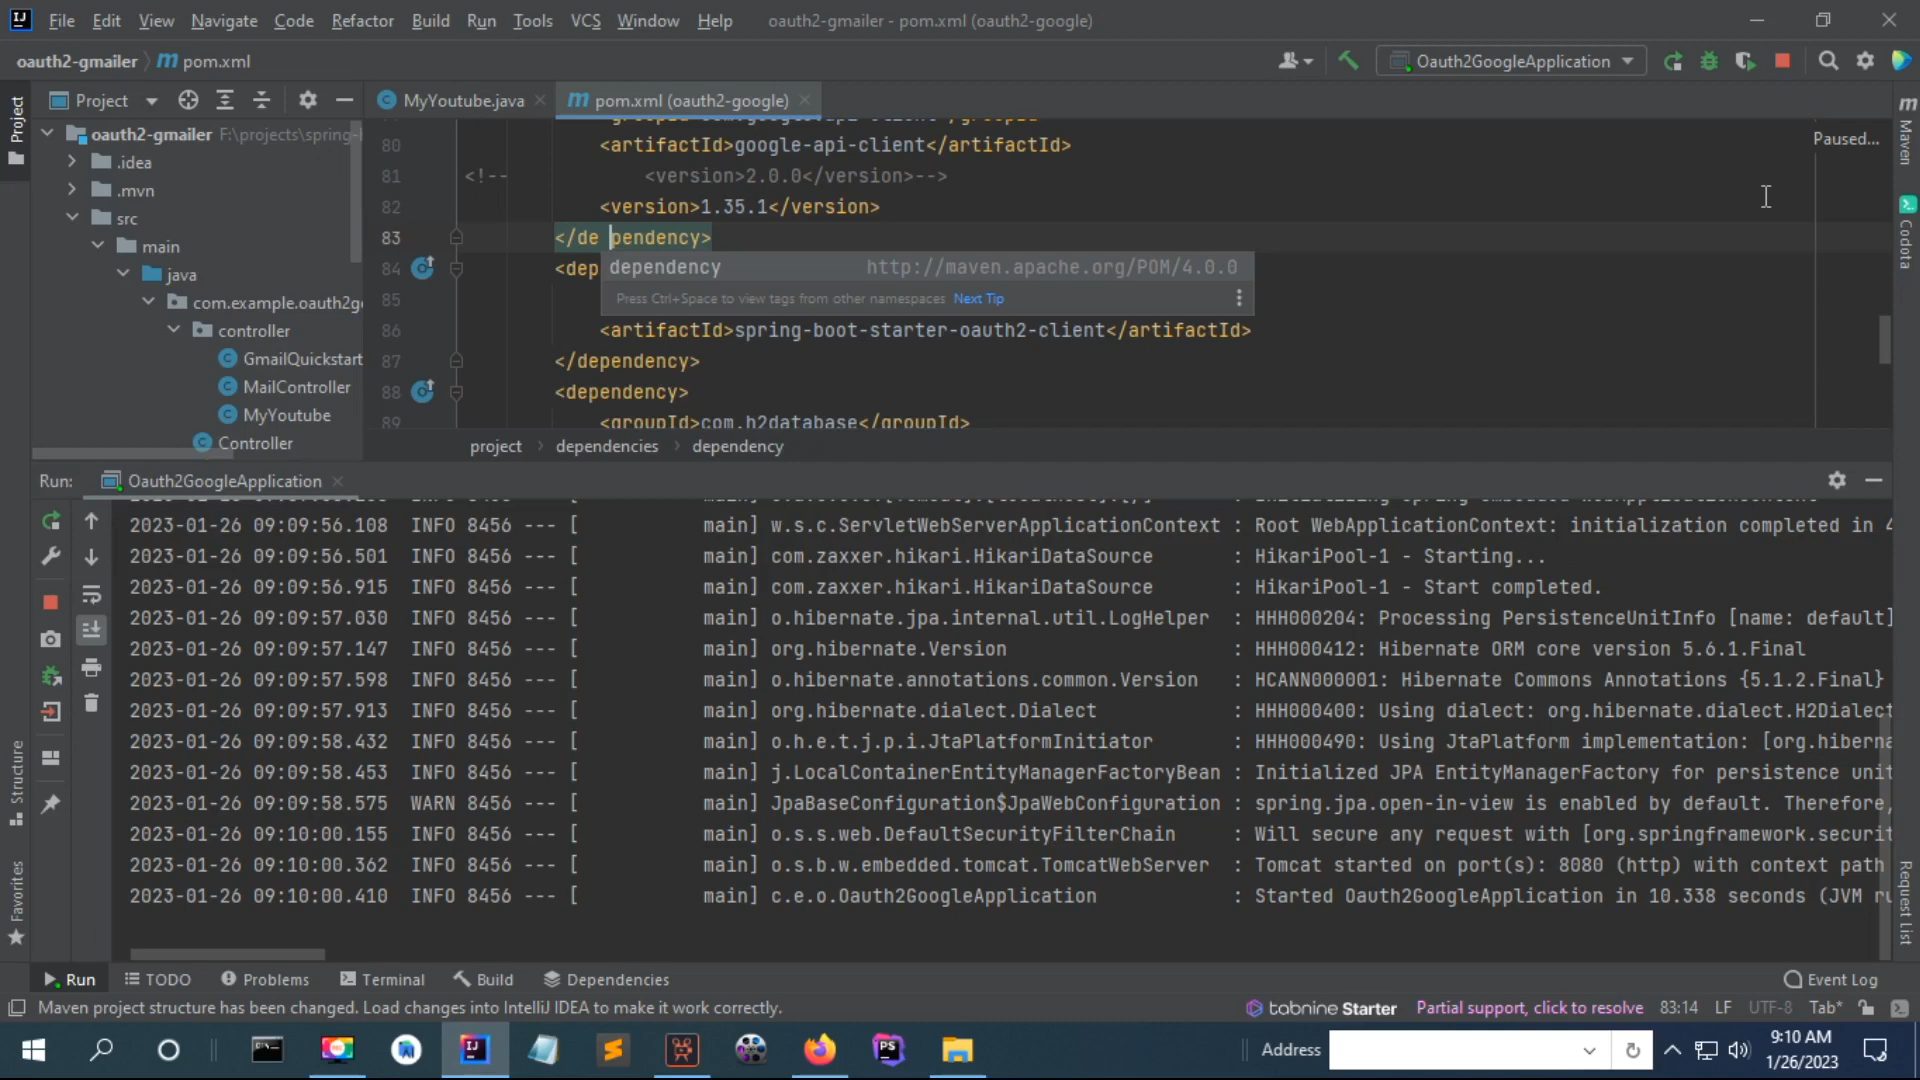 File Edit View Navigate Code Refactor Build Run Tools VCS Window Help oauth2-gmailer - pom.xml (oauth2-google)
oauth2-gmailer pom.xml Oauth2GoogleApplication
Project MyYoutube.java pom.xml (oauth2-google)
Project
Maven
Codota
Structure
Favorites
Request List
oauth2-gmailer F:\projects\spring-
.idea
.mvn
src
main
java
com.example.oauth2g
controller
GmailQuickstart
MailController
MyYoutube
Controller
Paused...
80 <artifactId>google-api-client</artifactId>
81 <!-- <version>2.0.0</version>-->
82 <version>1.35.1</version>
83 </de pendency>
84 <dep
dependency http://maven.apache.org/POM/4.0.0
85
Press Ctrl+Space to view tags from other namespaces Next Tip
86 <artifactId>spring-boot-starter-oauth2-client</artifactId>
87 </dependency>
88 <dependency>
89 <groupId>com.h2database</groupId>
project dependencies dependency
Run: Oauth2GoogleApplication
2023-01-26 09:09:56.108 INFO 8456 --- [ main] w.s.c.ServletWebServerApplicationContext : Root WebApplicationContext: initialization completed in 4
2023-01-26 09:09:56.501 INFO 8456 --- [ main] com.zaxxer.hikari.HikariDataSource : HikariPool-1 - Starting...
2023-01-26 09:09:56.915 INFO 8456 --- [ main] com.zaxxer.hikari.HikariDataSource : HikariPool-1 - Start completed.
2023-01-26 09:09:57.030 INFO 8456 --- [ main] o.hibernate.jpa.internal.util.LogHelper : HHH000204: Processing PersistenceUnitInfo [name: default]
2023-01-26 09:09:57.147 INFO 8456 --- [ main] org.hibernate.Version : HHH000412: Hibernate ORM core version 5.6.1.Final
2023-01-26 09:09:57.598 INFO 8456 --- [ main] o.hibernate.annotations.common.Version : HCANN000001: Hibernate Commons Annotations {5.1.2.Final}
2023-01-26 09:09:57.913 INFO 8456 --- [ main] org.hibernate.dialect.Dialect : HHH000400: Using dialect: org.hibernate.dialect.H2Dialect
2023-01-26 09:09:58.432 INFO 8456 --- [ main] o.h.e.t.j.p.i.JtaPlatformInitiator : HHH000490: Using JtaPlatform implementation: [org.hiberna
2023-01-26 09:09:58.453 INFO 8456 --- [ main] j.LocalContainerEntityManagerFactoryBean : Initialized JPA EntityManagerFactory for persistence unit
2023-01-26 09:09:58.575 WARN 8456 --- [ main] JpaBaseConfiguration$JpaWebConfiguration : spring.jpa.open-in-view is enabled by default. Therefore,
2023-01-26 09:10:00.155 INFO 8456 --- [ main] o.s.s.web.DefaultSecurityFilterChain : Will secure any request with [org.springframework.securit
2023-01-26 09:10:00.362 INFO 8456 --- [ main] o.s.b.w.embedded.tomcat.TomcatWebServer : Tomcat started on port(s): 8080 (http) with context path
2023-01-26 09:10:00.410 INFO 8456 --- [ main] c.e.o.Oauth2GoogleApplication : Started Oauth2GoogleApplication in 10.338 seconds (JVM ru
Run TODO Problems Terminal Build Dependencies Event Log
Maven project structure has been changed. Load changes into IntelliJ IDEA to make it work correctly. tabnine Starter Partial support, click to resolve 83:14 LF UTF-8 Tab*
Address
9:10 AM
1/26/2023